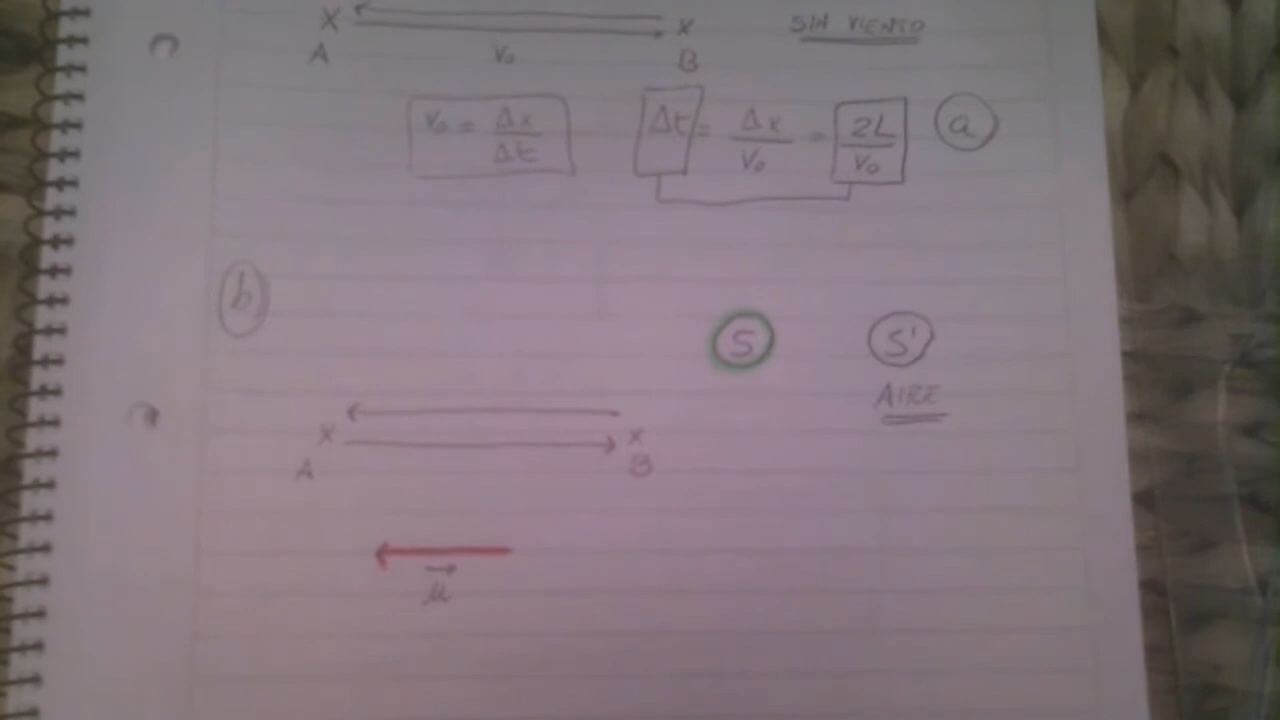 x x SIN VIENTO
A V₀ B
V₀ = Δx/Δt Δt = Δx/V₀ = 2L/V₀ a
b
S S'
AIRE
x x
A B
μ⃗